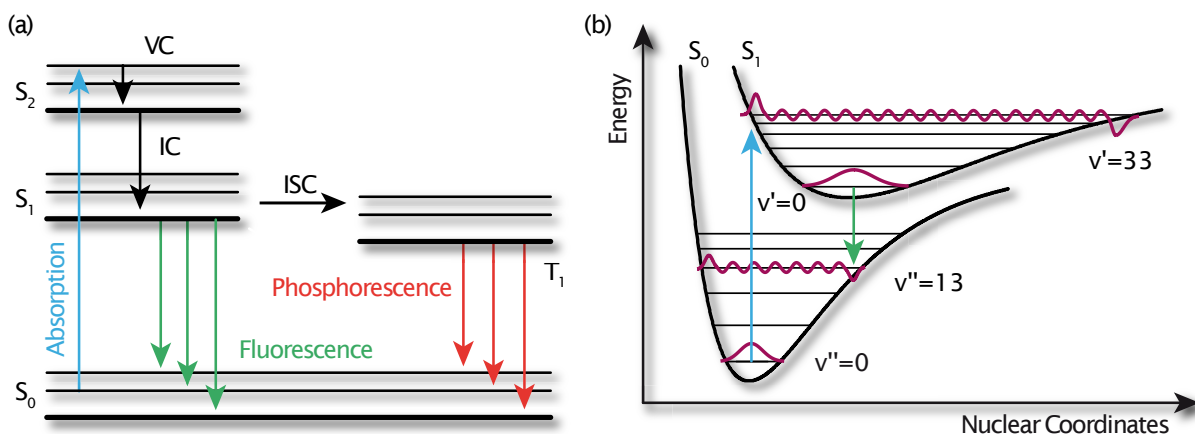 (a)
VC
S2
IC
S1
ISC
T1
Absorption
Phosphorescence
Fluorescence
S0
(b)
Energy
S0
S1
v'=33
v'=0
v"=13
v"=0
Nuclear Coordinates